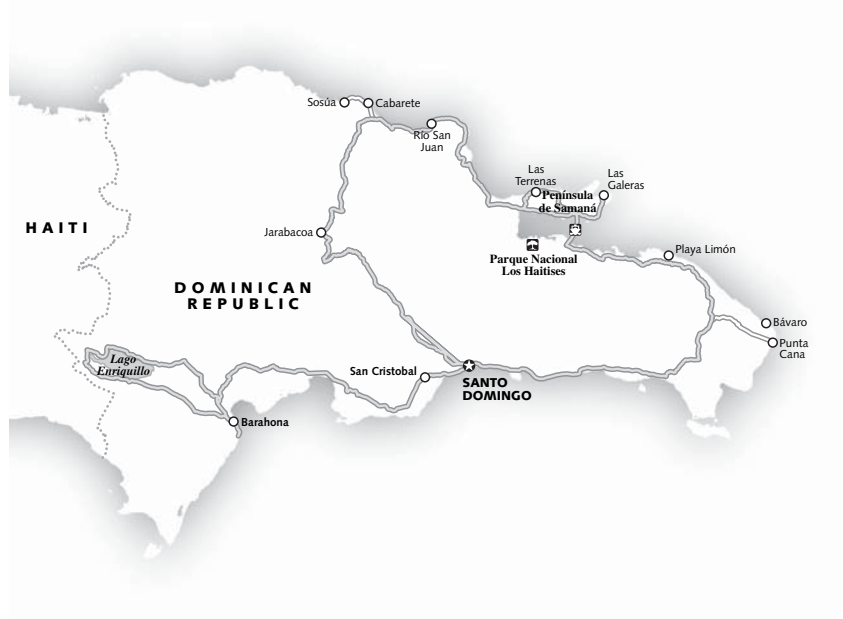 Sosúa
Cabarete
Río San
Juan
Las
Terrenas
Las
Galeras
Península
de Samaná
HAITI
Jarabacoa
Parque Nacional
Los Haitises
Playa Limón
DOMINICAN
REPUBLIC
Bávaro
Punta
Cana
Lago
Enriquillo
San Cristobal
SANTO
DOMINGO
Barahona